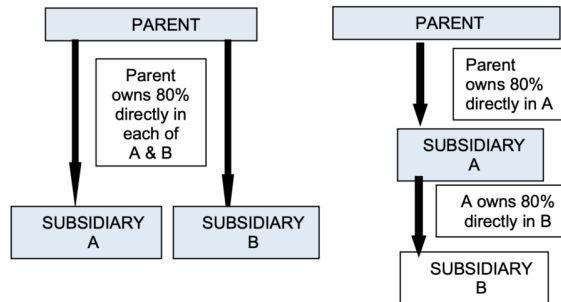 PARENT
Parent
owns 80%
directly in
each of
A & B
SUBSIDIARY
A
SUBSIDIARY
B
PARENT
Parent
owns 80%
directly in A
SUBSIDIARY
A
A owns 80%
directly in B
SUBSIDIARY
B